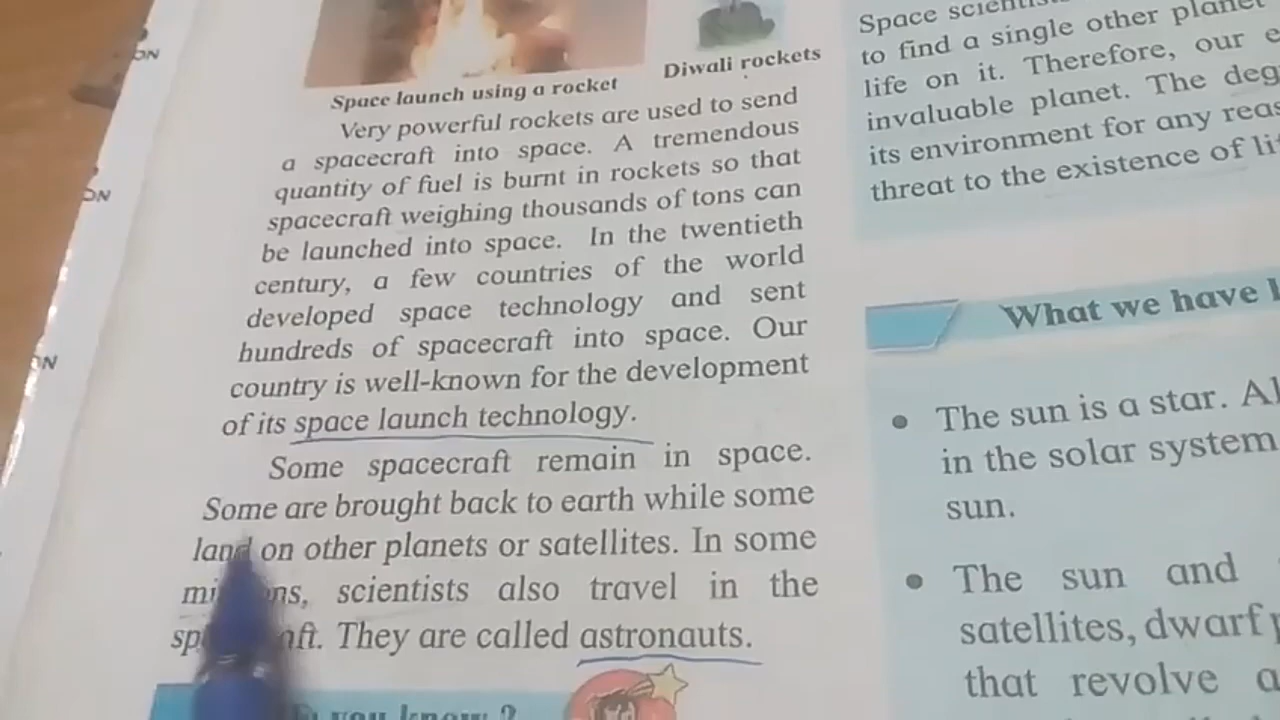 ON
ON
ON
Space launch using a rocket
Diwali rockets
Very powerful rockets are used to send
a spacecraft into space. A tremendous
quantity of fuel is burnt in rockets so that
spacecraft weighing thousands of tons can
be launched into space. In the twentieth
century, a few countries of the world
developed space technology and sent
hundreds of spacecraft into space. Our
country is well-known for the development
of its space launch technology.
Some spacecraft remain in space.
Some are brought back to earth while some
land on other planets or satellites. In some
scientists also travel in the
They are called astronauts.
you know ?
Space
to find a single other planet
life on it. Therefore, our
invaluable planet. The
its environment for any
threat to the existence of
What we have
The sun is a star.
in the solar system
sun.
The sun and
satellites, dwarf
that revolve